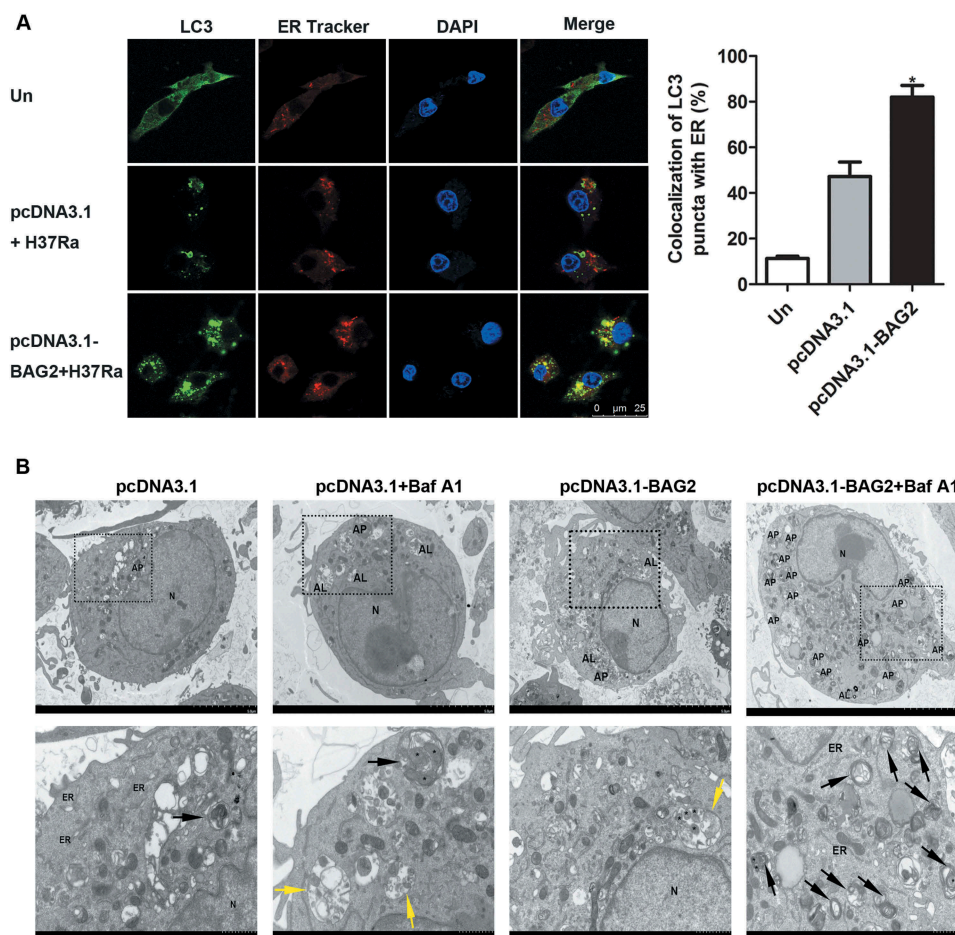 A
LC3 ER Tracker DAPI Merge
Un
pcDNA3.1
+ H37Ra
pcDNA3.1-
BAG2+H37Ra
0 µm 25
Colocalization of LC3
puncta with ER (%)
100
80
60
40
20
0
*
Un
pcDNA3.1
pcDNA3.1-BAG2
B
pcDNA3.1 pcDNA3.1+Baf A1 pcDNA3.1-BAG2 pcDNA3.1-BAG2+Baf A1
AP
N
AP
AL
AL
AL
N
AL
N
AL
AP
AP
AP
AP
AP
N
AP
AP
AP
AP
AP
AP
AP
AP
AP
AP
AP
AP
AL
ER
ER
ER
N
N
ER
ER